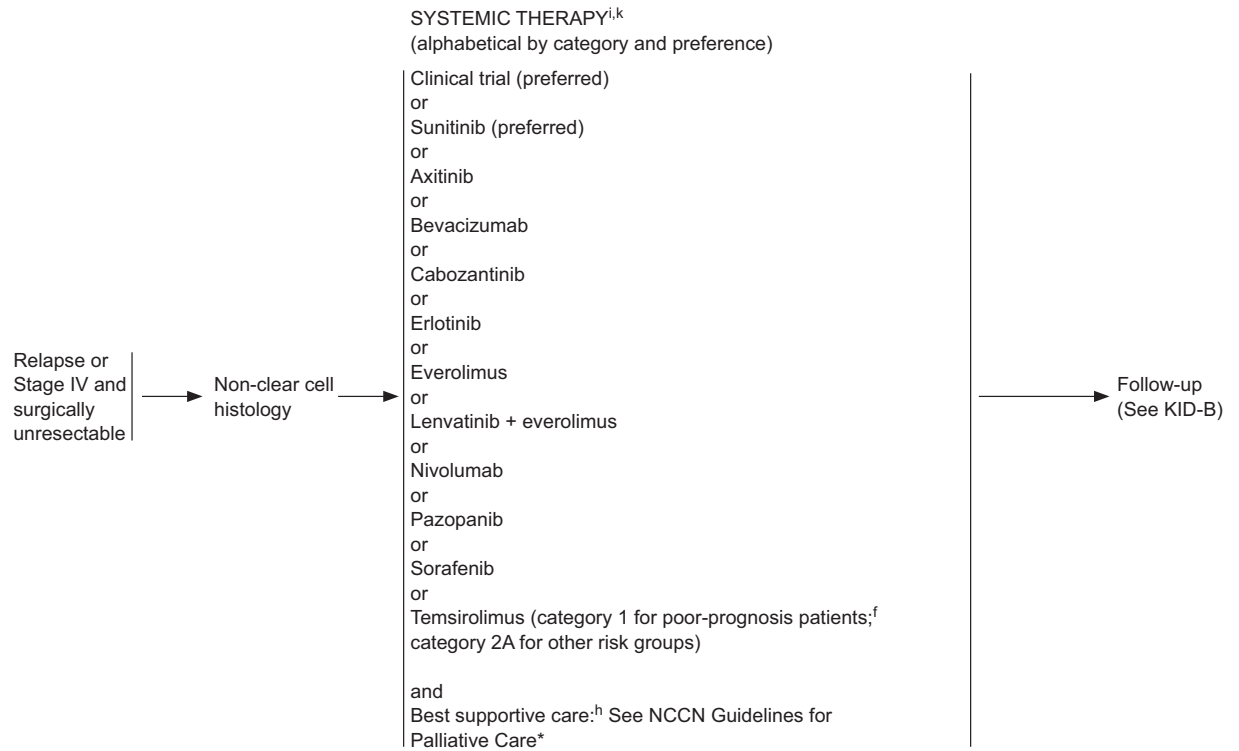 SYSTEMIC THERAPYi,k
(alphabetical by category and preference)
Relapse or
Stage IV and
surgically
unresectable
Non-clear cell
histology
Clinical trial (preferred)
or
Sunitinib (preferred)
or
Axitinib
or
Bevacizumab
or
Cabozantinib
or
Erlotinib
or
Everolimus
or
Lenvatinib + everolimus
or
Nivolumab
or
Pazopanib
or
Sorafenib
or
Temsirolimus (category 1 for poor-prognosis patients;f
category 2A for other risk groups)
and
Best supportive care:h See NCCN Guidelines for
Palliative Care*
Follow-up
(See KID-B)